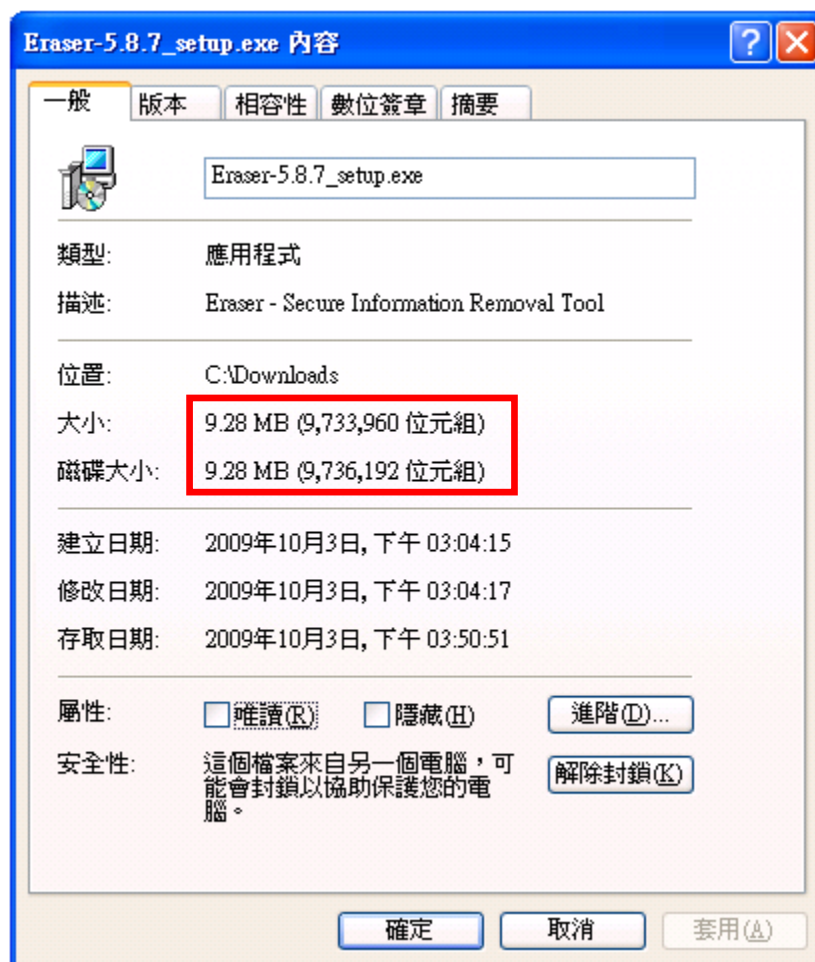 Eraser-5.8.7_setup.exe 內容
一般 版本 相容性 數位簽章 摘要
Eraser-5.8.7_setup.exe
類型: 應用程式
描述: Eraser - Secure Information Removal Tool
位置: C:\Downloads
大小: 9.28 MB (9,733,960 位元組)
磁碟大小: 9.28 MB (9,736,192 位元組)
建立日期: 2009年10月3日, 下午 03:04:15
修改日期: 2009年10月3日, 下午 03:04:17
存取日期: 2009年10月3日, 下午 03:50:51
屬性: 唯讀(R) 隱藏(H) 進階(D)...
安全性: 這個檔案來自另一個電腦，可 解除封鎖(K)
能會封鎖以協助保護您的電
腦。
確定 取消 套用(A)